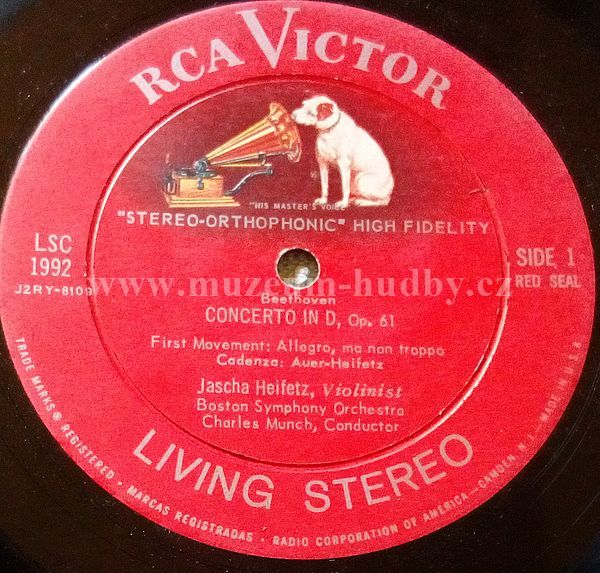 RCA VICTOR
"HIS MASTER'S VOICE"
"STEREO-ORTHOPHONIC" HIGH FIDELITY
LSC
1992
J2RY-8109
SIDE 1
RED SEAL
www.muzeum-hudby.cz
Beethoven
CONCERTO IN D, Op. 61
First Movement: Allegro, ma non troppo
Cadenza: Auer-Heifetz
Jascha Heifetz, Violinist
Boston Symphony Orchestra
Charles Munch, Conductor
LIVING STEREO
TRADE MARKS ® REGISTERED - MARCAS REGISTRADAS - RADIO CORPORATION OF AMERICA - CAMDEN, N. J. - MADE IN U.S.A.